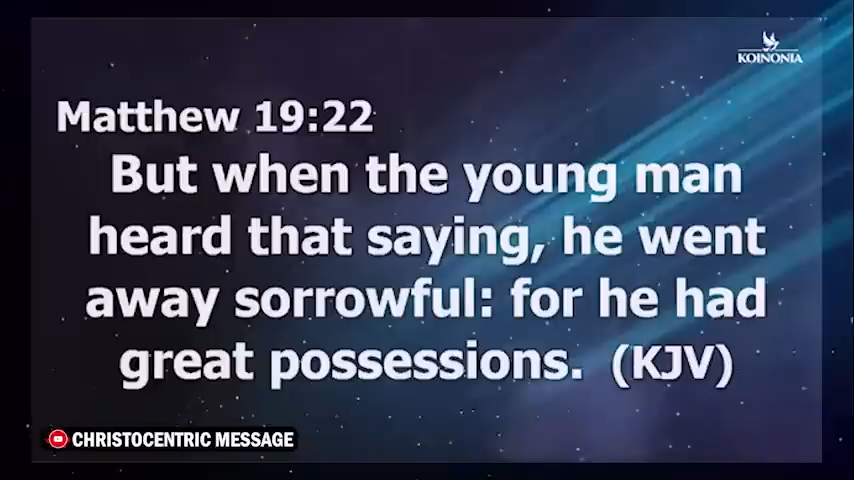 KOINONIA
Matthew 19:22
But when the young man
heard that saying, he went
away sorrowful: for he had
great possessions. (KJV)
CHRISTOCENTRIC MESSAGE